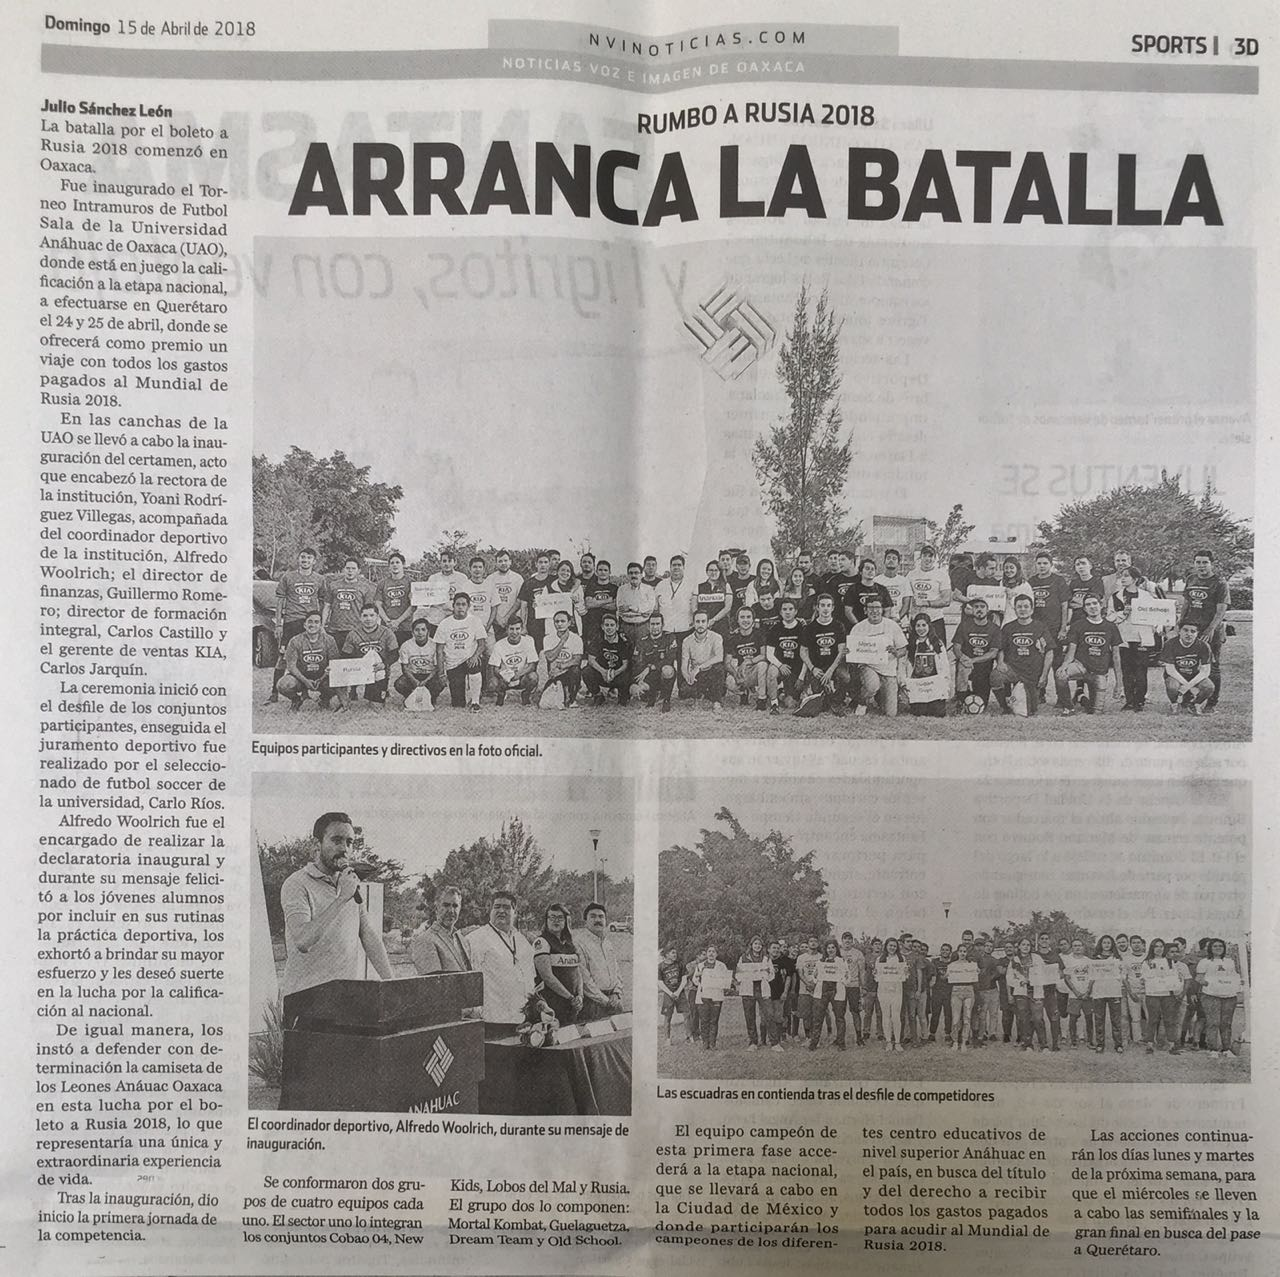 Domingo 15 de Abril de 2018
NVINOTICIAS.COM
NOTICIAS VOZ E IMAGEN DE OAXACA
SPORTS | 3D
RUMBO A RUSIA 2018
ARRANCA LA BATALLA
Julio Sánchez León
La batalla por el boleto a
Rusia 2018 comenzó en
Oaxaca.
Fue inaugurado el Tor-
neo Intramuros de Futbol
Sala de la Universidad
Anáhuac de Oaxaca (UAO),
donde está en juego la cali-
ficación a la etapa nacional,
a efectuarse en Querétaro
el 24 y 25 de abril, donde se
ofrecerá como premio un
viaje con todos los gastos
pagados al Mundial de
Rusia 2018.
En las canchas de la
UAO se llevó a cabo la inau-
guración del certamen, acto
que encabezó la rectora de
la institución, Yoani Rodrí-
guez Villegas, acompañada
del coordinador deportivo
de la institución, Alfredo
Woolrich; el director de
finanzas, Guillermo Rome-
ro; director de formación
integral, Carlos Castillo y
el gerente de ventas KIA,
Carlos Jarquín.
La ceremonia inició con
el desfile de los conjuntos
participantes, enseguida el
juramento deportivo fue
realizado por el seleccio-
nado de futbol soccer de
la universidad, Carlo Ríos.
Alfredo Woolrich fue el
encargado de realizar la
declaratoria inaugural y
durante su mensaje felici-
tó a los jóvenes alumnos
por incluir en sus rutinas
la práctica deportiva, los
exhortó a brindar su mayor
esfuerzo y les deseó suerte
en la lucha por la califica-
ción al nacional.
De igual manera, los
instó a defender con de-
terminación la camiseta de
los Leones Anáuac Oaxaca
en esta lucha por el bo-
leto a Rusia 2018, lo que
representaría una única y
extraordinaria experiencia
de vida.
Tras la inauguración, dio
inicio la primera jornada de
la competencia.
KIA
Rusia
Old School
Equipos participantes y directivos en la foto oficial.
ANAHUAC
El coordinador deportivo, Alfredo Woolrich, durante su mensaje de
inauguración.
Las escuadras en contienda tras el desfile de competidores
Se conformaron dos gru-
pos de cuatro equipos cada
uno. El sector uno lo integran
los conjuntos Cobao 04, New
Kids, Lobos del Mal y Rusia.
El grupo dos lo componen:
Mortal Kombat, Guelaguetza,
Dream Team y Old School.
El equipo campeón de
esta primera fase acce-
derá a la etapa nacional,
que se llevará a cabo en
la Ciudad de México y
donde participarán los
campeones de los diferen-
tes centro educativos de
nivel superior Anáhuac en
el país, en busca del título
y del derecho a recibir
todos los gastos pagados
para acudir al Mundial de
Rusia 2018.
Las acciones continua-
rán los días lunes y martes
de la próxima semana, para
que el miércoles se lleven
a cabo las semifinales y la
gran final en busca del pase
a Querétaro.